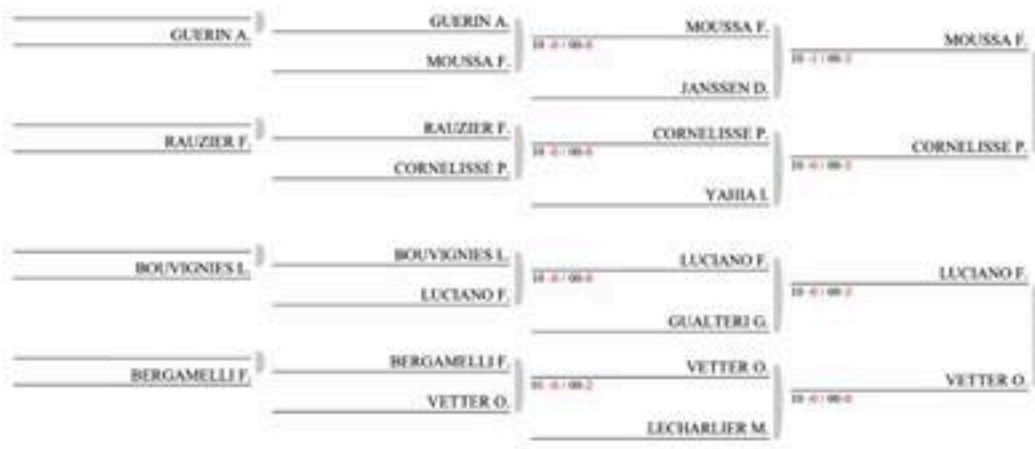 GUERIN A.
GUERIN A.
MOUSSA F.
MOUSSA F.
JANSSEN D.
MOUSSA F.
RAUZIER F.
RAUZIER F.
CORNELISSE P.
CORNELISSE P.
YAHIA I.
CORNELISSE P.
BOUVIGNIES L.
BOUVIGNIES L.
LUCIANO F.
LUCIANO F.
GUALTERI G.
LUCIANO F.
BERGAMELLI F.
BERGAMELLI F.
VETTER O.
VETTER O.
LECHARLIER M.
VETTER O.